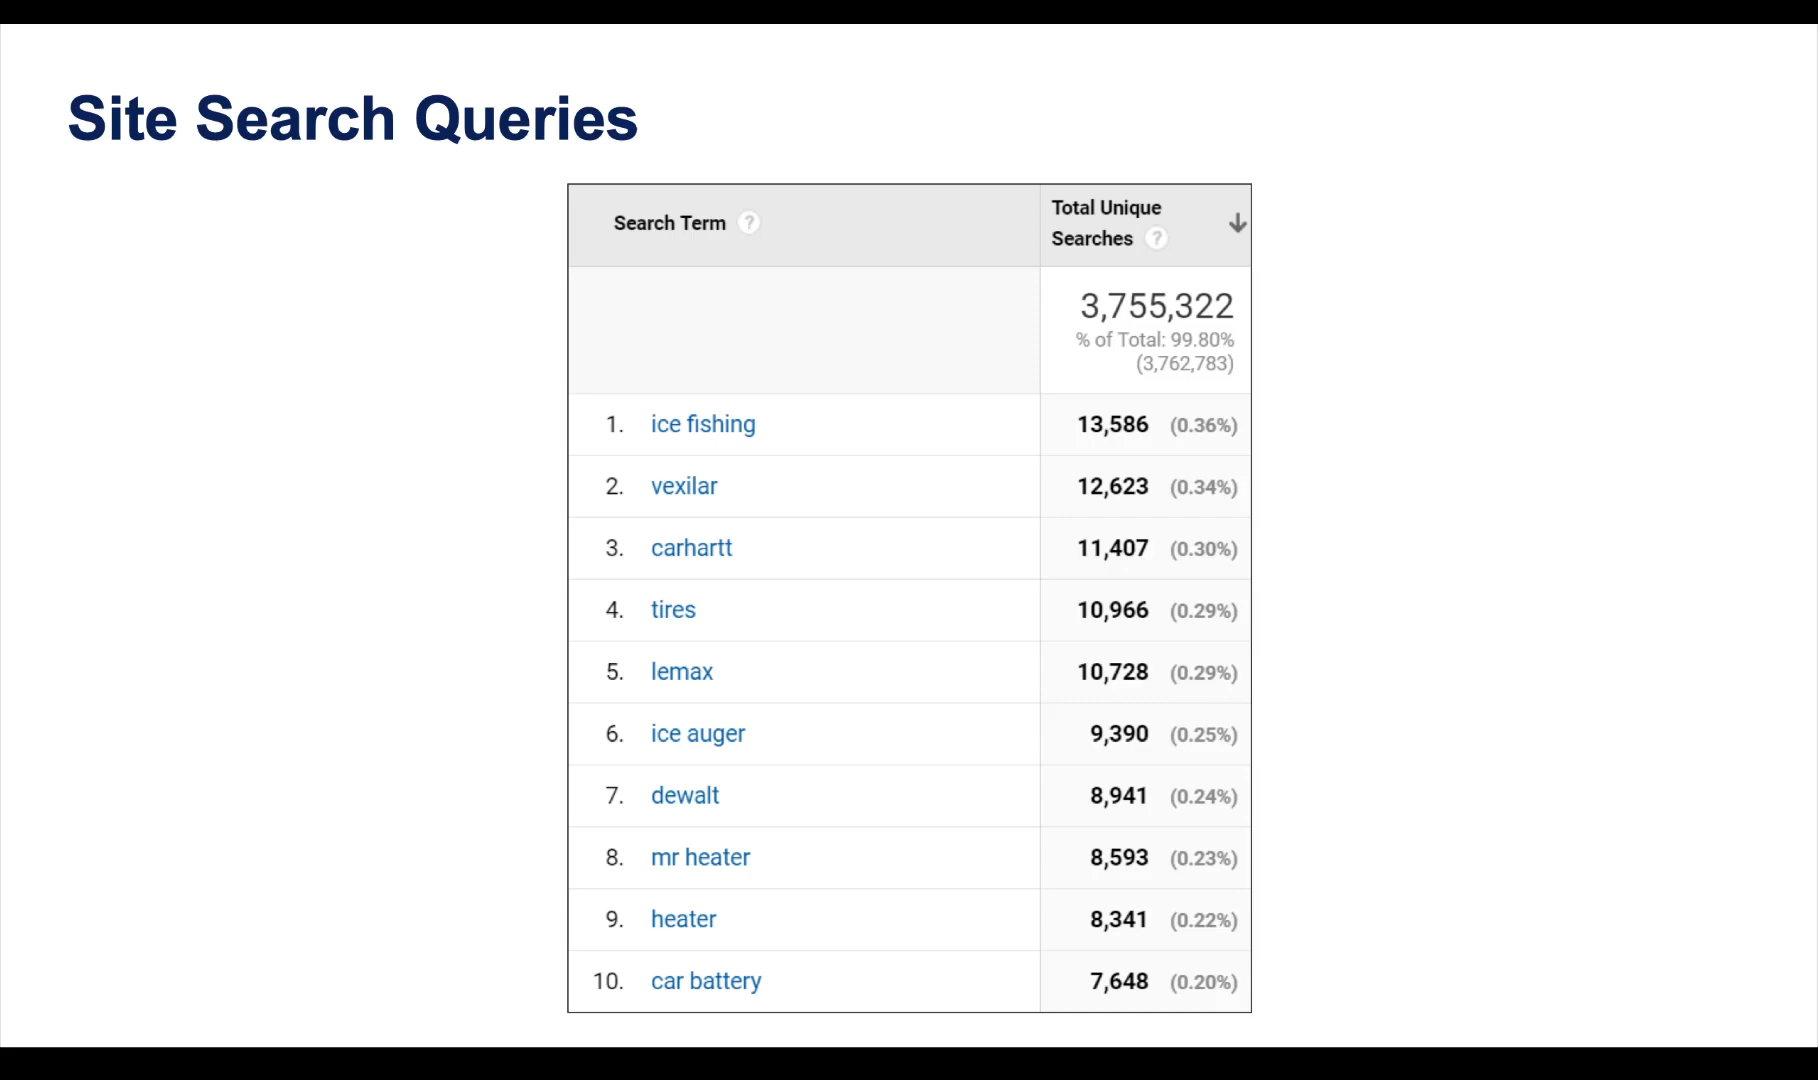 Site Search Queries
Search Term ?
Total Unique
Searches ?
3,755,322
% of Total: 99.80%
(3,762,783)
1. ice fishing 13,586 (0.36%)
2. vexilar 12,623 (0.34%)
3. carhartt 11,407 (0.30%)
4. tires 10,966 (0.29%)
5. lemax 10,728 (0.29%)
6. ice auger 9,390 (0.25%)
7. dewalt 8,941 (0.24%)
8. mr heater 8,593 (0.23%)
9. heater 8,341 (0.22%)
10. car battery 7,648 (0.20%)